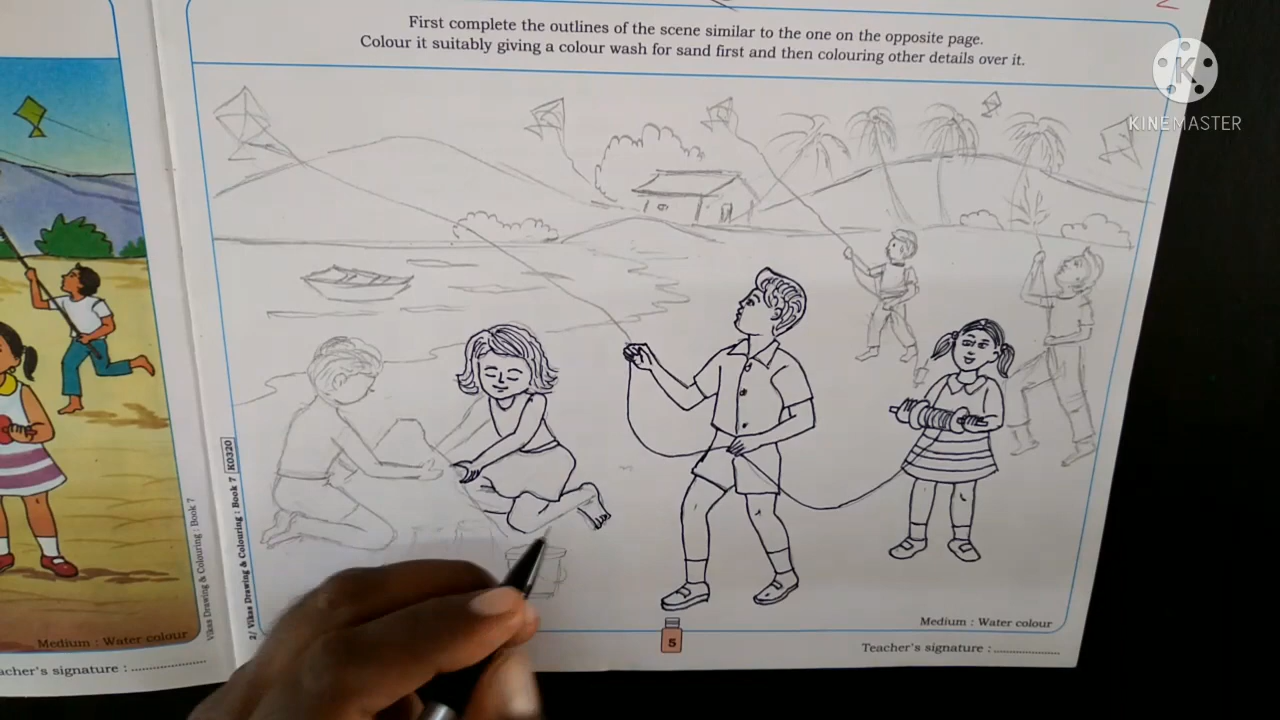 First complete the outlines of the scene similar to the one on the opposite page.
Colour it suitably giving a colour wash for sand first and then colouring other details over it.
K
KINEMASTER
Medium : Water colour
acher's signature : ....................
Vikas Drawing & Colouring : Book 7
2/ Vikas Drawing & Colouring : Book 7 K0320
5
Medium : Water colour
Teacher's signature : ....................